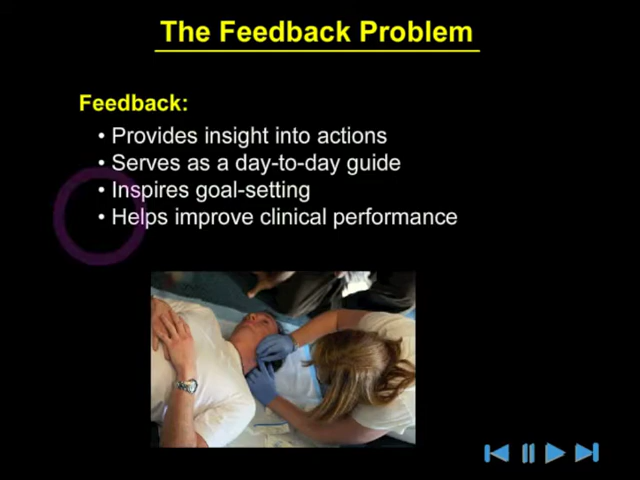 The Feedback Problem
Feedback:
• Provides insight into actions
• Serves as a day-to-day guide
• Inspires goal-setting
• Helps improve clinical performance